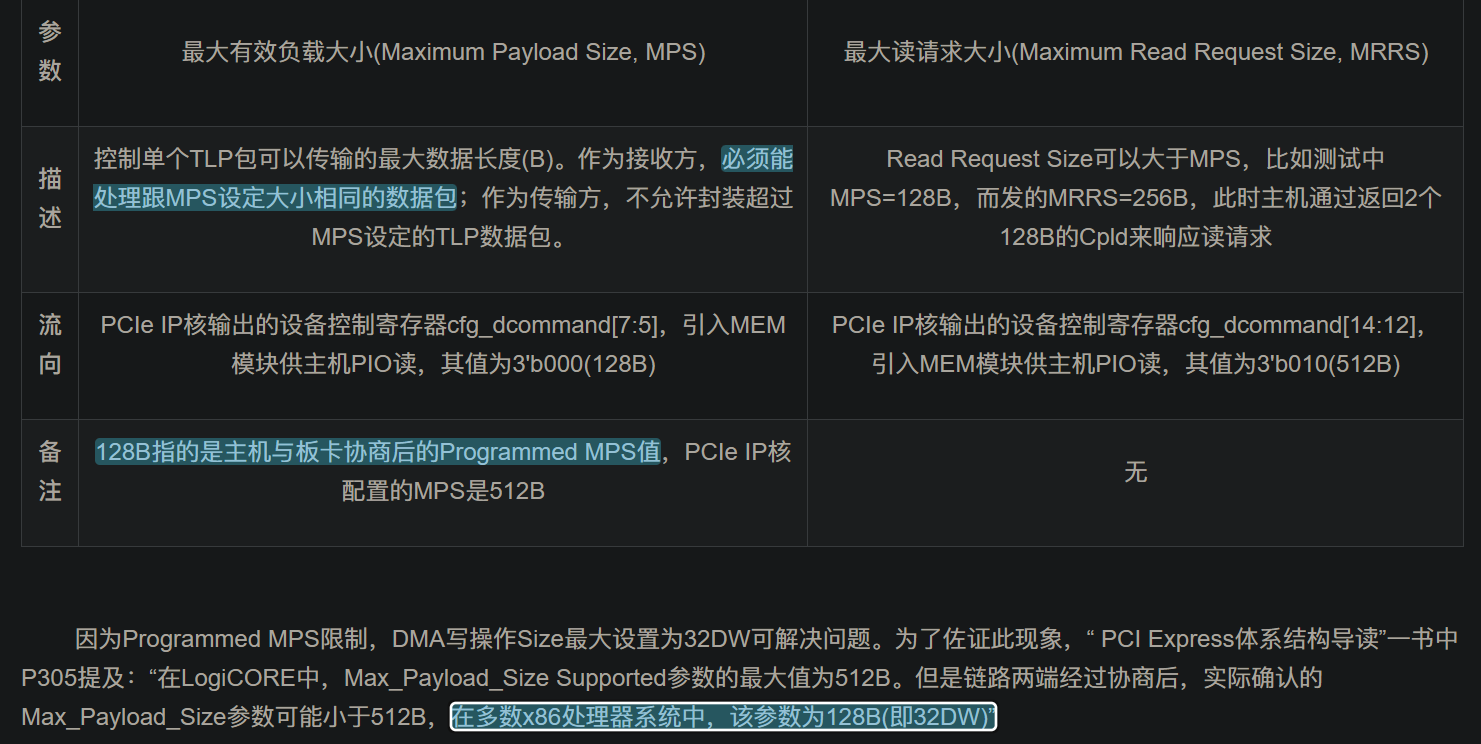 参
数
最大有效负载大小(Maximum Payload Size, MPS)
最大读请求大小(Maximum Read Request Size, MRRS)
描
述
控制单个TLP包可以传输的最大数据长度(B)。作为接收方，必须能
处理跟MPS设定大小相同的数据包；作为传输方，不允许封装超过
MPS设定的TLP数据包。
Read Request Size可以大于MPS，比如测试中
MPS=128B，而发的MRRS=256B，此时主机通过返回2个
128B的Cpld来响应读请求
流
向
PCIe IP核输出的设备控制寄存器cfg_dcommand[7:5]，引入MEM
模块供主机PIO读，其值为3'b000(128B)
PCIe IP核输出的设备控制寄存器cfg_dcommand[14:12]，
引入MEM模块供主机PIO读，其值为3'b010(512B)
备
注
128B指的是主机与板卡协商后的Programmed MPS值，PCIe IP核
配置的MPS是512B
无
因为Programmed MPS限制，DMA写操作Size最大设置为32DW可解决问题。为了佐证此现象，“ PCI Express体系结构导读”一书中
P305提及：“在LogiCORE中，Max_Payload_Size Supported参数的最大值为512B。但是链路两端经过协商后，实际确认的
Max_Payload_Size参数可能小于512B，在多数x86处理器系统中，该参数为128B(即32DW)”